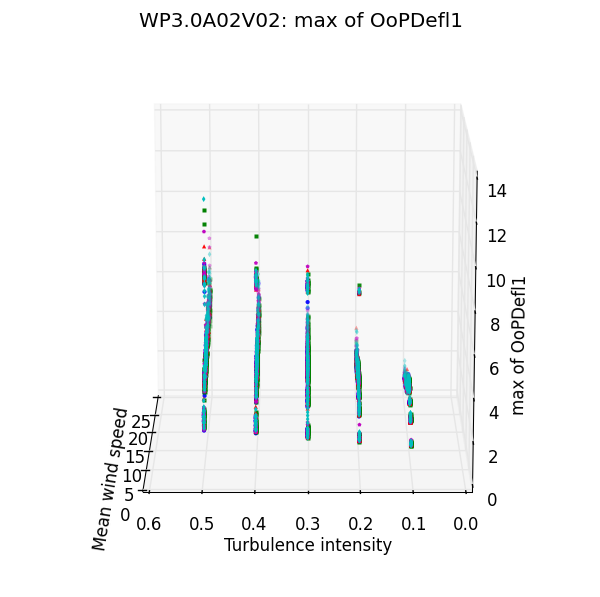 WP3.0A02V02: max of OoPDefl1
14
12
10
8
6
4
2
0
max of OoPDefl1
25
20
15
10
5
0
Mean wind speed
0.6 0.5 0.4 0.3 0.2 0.1 0.0
Turbulence intensity